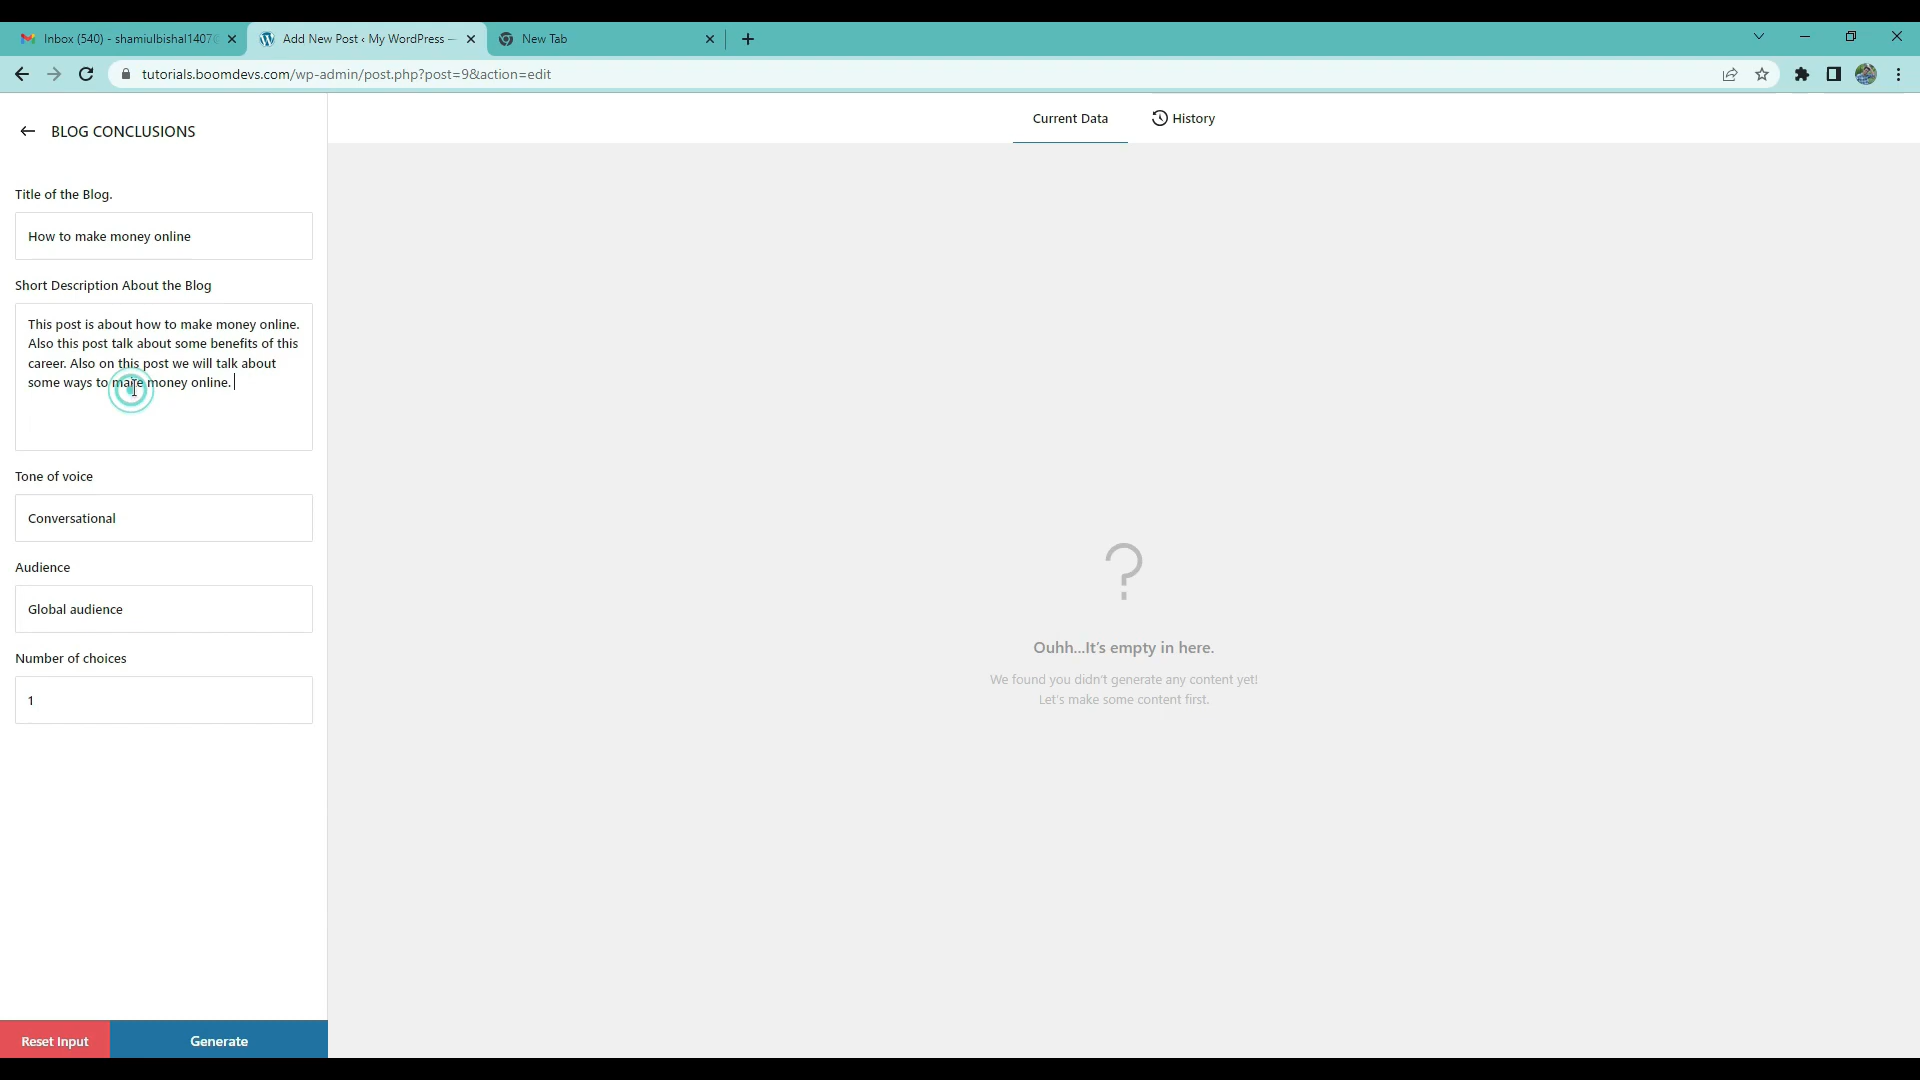 Inbox (540) - shamiulbishal1407
Add New Post ‹ My WordPress —
New Tab
tutorials.boomdevs.com/wp-admin/post.php?post=9&action=edit
BLOG CONCLUSIONS
Current Data
History
Title of the Blog.
How to make money online
Short Description About the Blog
This post is about how to make money online.
Also this post talk about some benefits of this
career. Also on this post we will talk about
some ways to make money online.
Tone of voice
Conversational
Audience
Global audience
Number of choices
1
?
Ouhh...It's empty in here.
We found you didn't generate any content yet!
Let's make some content first.
Reset Input
Generate